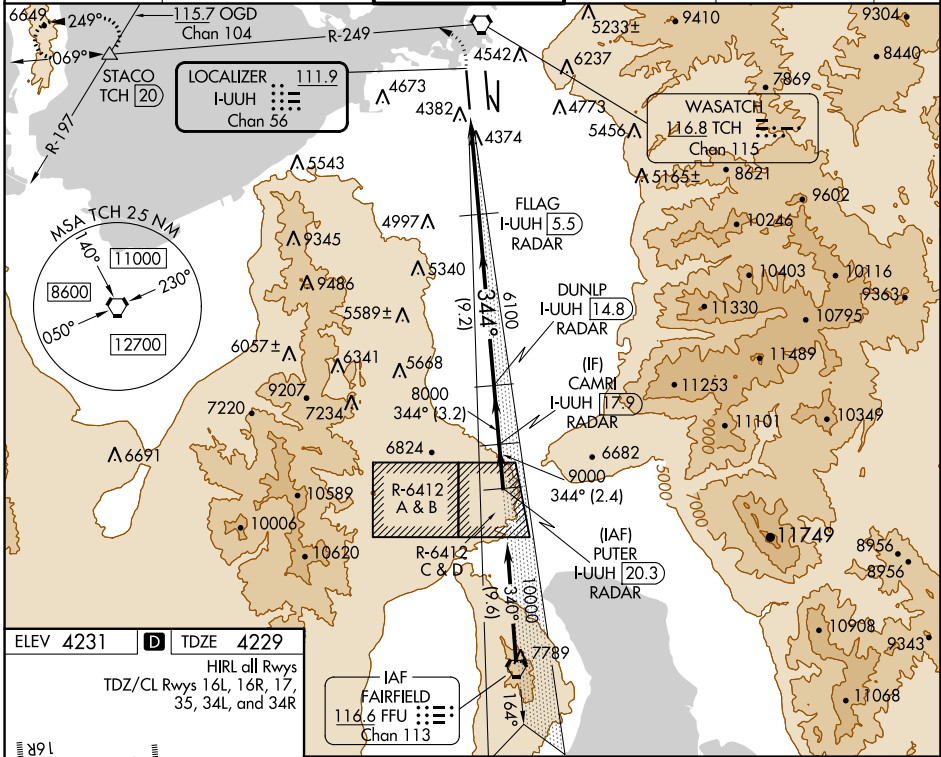 6649
249°
069°
115.7 OGD
Chan 104
R-249
STACO
TCH 20
R-197
LOCALIZER 111.9
I-UUH
Chan 56
4542
5233±
9410
9304
6237
8440
7869
4673
4382
4374
4773
5456
WASATCH
116.8 TCH
Chan 115
5543
5165±
8621
9602
MSA TCH 25 NM
140°
11000
8600
230°
050°
12700
9345
9486
4997
5340
5589±
FLLAG
I-UUH 5.5
RADAR
10246
10403
10116
9363
11330
10795
344°
(9.2)
6100
DUNLP
I-UUH 14.8
RADAR
6057±
6341
5668
11489
9207
7234
7220
8000
344° (3.2)
(IF)
CAMRI
I-UUH 17.9
RADAR
11253
11101
10349
9000
6691
6824
6682
9000
344° (2.4)
5000
7000
R-6412
A & B
R-6412
C & D
10589
10006
10620
(IAF)
PUTER
I-UUH 20.3
RADAR
11749
8956
8956
340°
(9.6)
10000
7789
164°
10908
9343
11068
IAF
FAIRFIELD
116.6 FFU
Chan 113
ELEV 4231 D TDZE 4229
HIRL all Rwys
TDZ/CL Rwys 16L, 16R, 17,
35, 34L, and 34R
16R